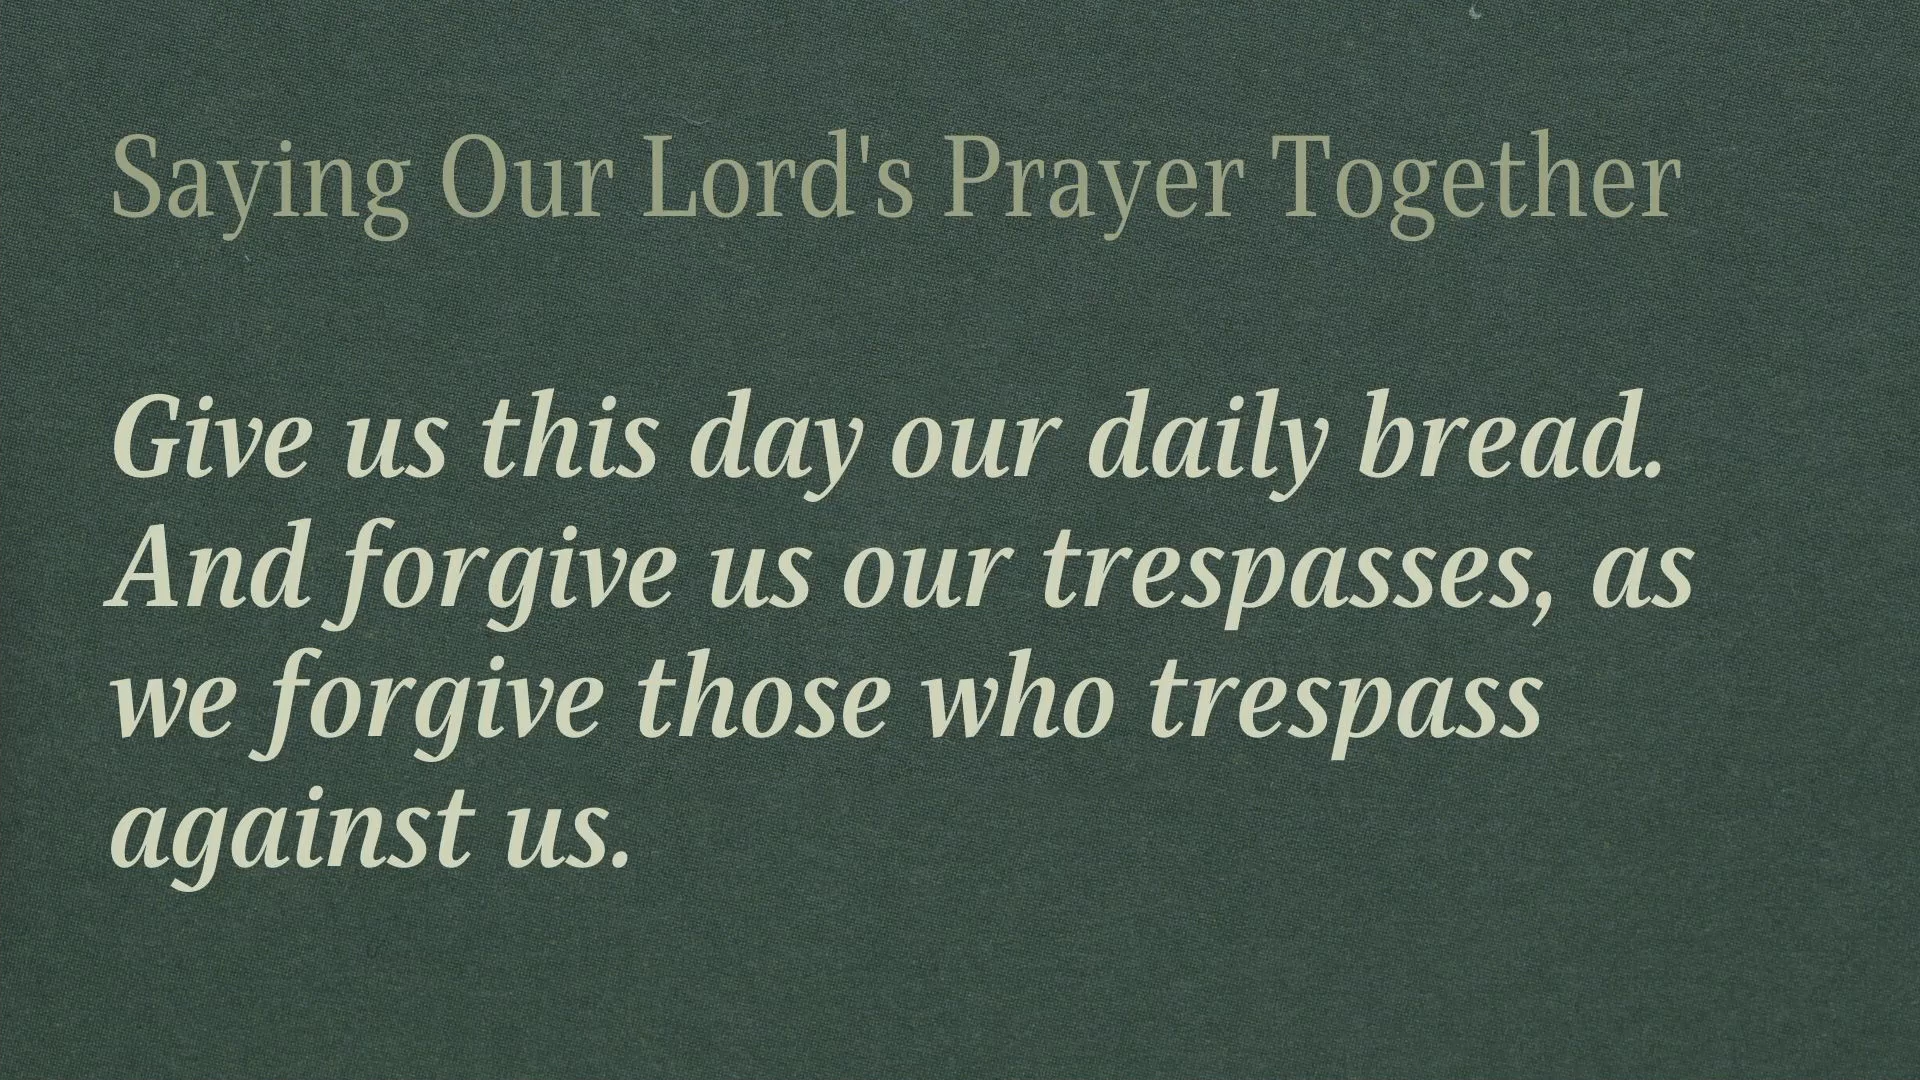 Saying Our Lord's Prayer Together
Give us this day our daily bread.
And forgive us our trespasses, as
we forgive those who trespass
against us.